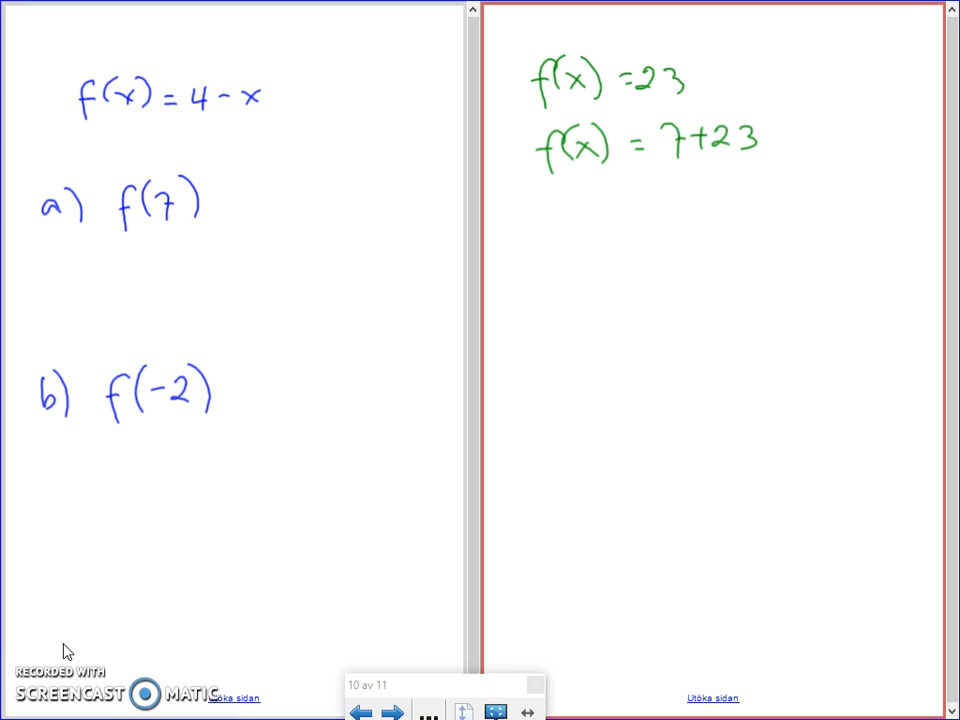 f(x) = 4 - x
a) f(7)
b) f(-2)
f(x) = 23
f(x) = 7+23
RECORDED WITH
SCREENCAST MATIC
Utöka sidan
10 av 11
Utöka sidan